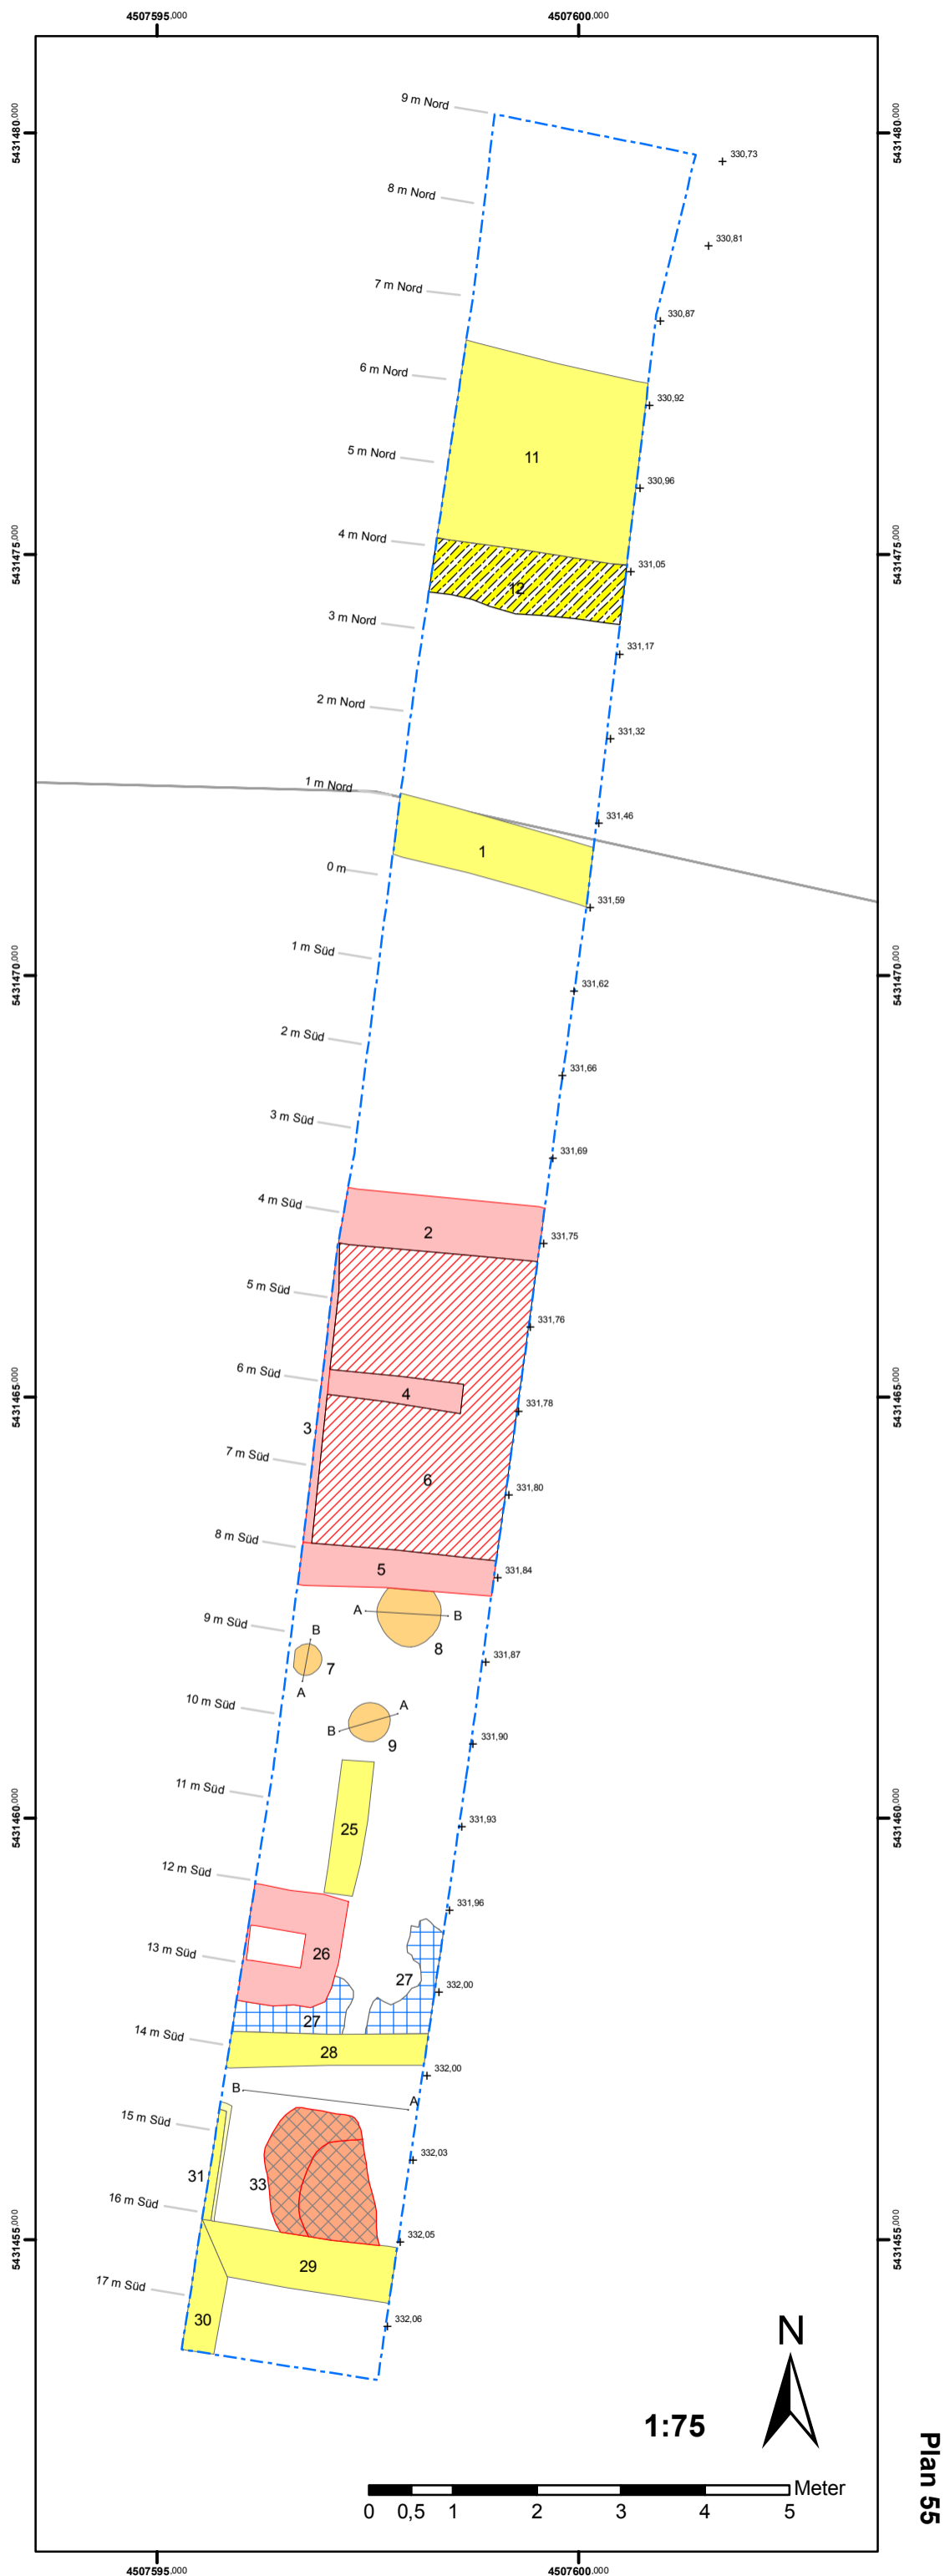 4507595,000
4507600,000
9 m Nord
5431480,000
5431480,000
330,73
8 m Nord
330,81
7 m Nord
330,87
6 m Nord
330,92
11
5 m Nord
330,96
4 m Nord
5431475,000
5431475,000
331,05
12
3 m Nord
331,17
2 m Nord
331,32
1 m Nord
331,46
1
0 m
331,59
1 m Süd
5431470,000
5431470,000
331,62
2 m Süd
331,66
3 m Süd
331,69
4 m Süd
2
331,75
5 m Süd
331,76
6 m Süd
4
5431465,000
5431465,000
331,78
3
7 m Süd
6
331,80
8 m Süd
5
331,84
A
B
9 m Süd
B
8
331,87
7
A
10 m Süd
A
B
9
331,90
11 m Süd
25
331,93
5431460,000
5431460,000
12 m Süd
331,96
26
13 m Süd
27
332,00
27
14 m Süd
28
332,00
B
A
15 m Süd
332,03
31
33
16 m Süd
332,05
5431455,000
5431455,000
29
17 m Süd
30
332,06
N
1:75
Meter
0 0,5 1 2 3 4 5
Plan 55
4507595,000
4507600,000